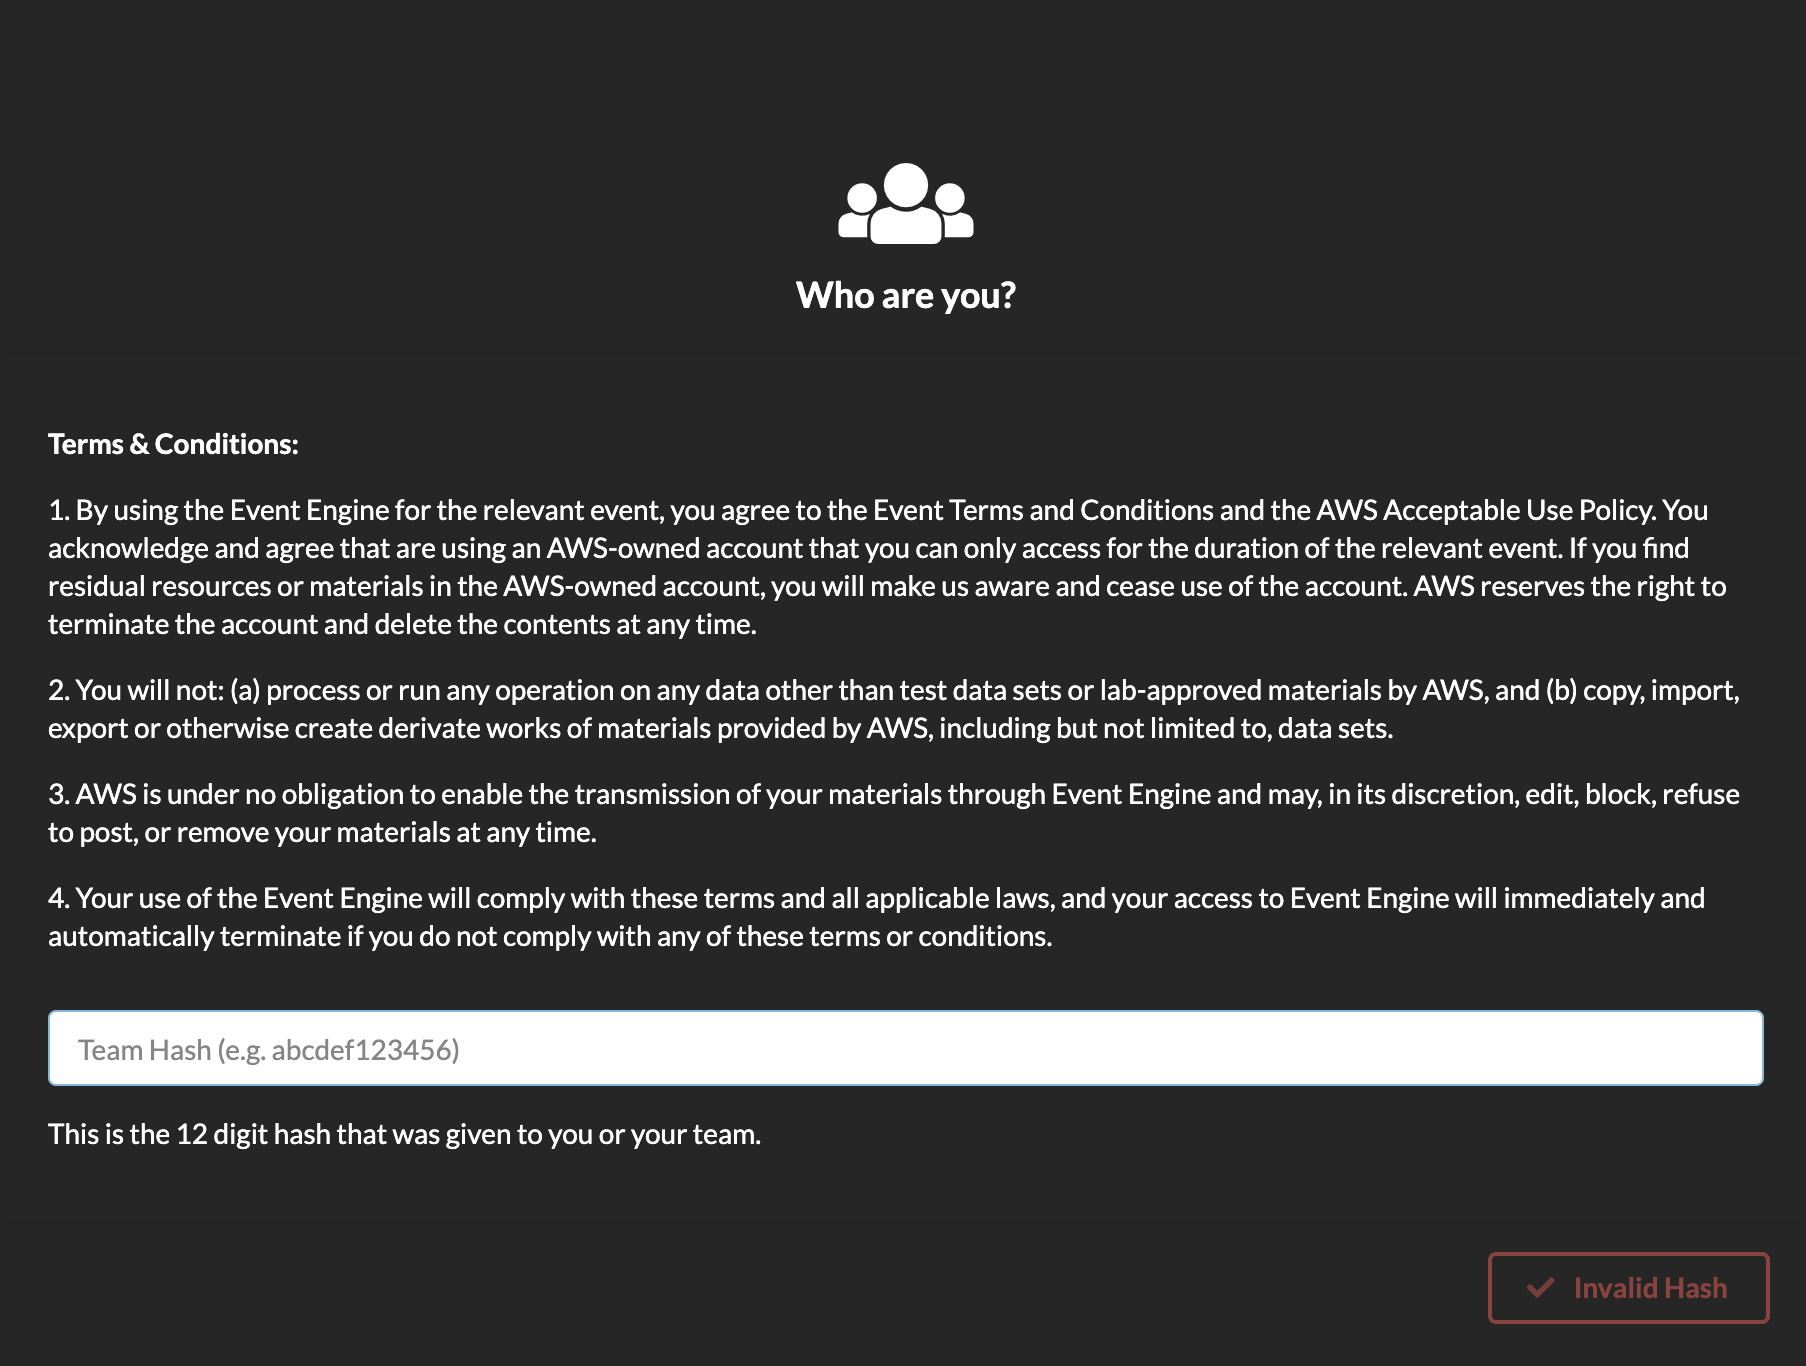 Who are you?
Terms & Conditions:
1. By using the Event Engine for the relevant event, you agree to the Event Terms and Conditions and the AWS Acceptable Use Policy. You
acknowledge and agree that are using an AWS-owned account that you can only access for the duration of the relevant event. If you find
residual resources or materials in the AWS-owned account, you will make us aware and cease use of the account. AWS reserves the right to
terminate the account and delete the contents at any time.
2. You will not: (a) process or run any operation on any data other than test data sets or lab-approved materials by AWS, and (b) copy, import,
export or otherwise create derivate works of materials provided by AWS, including but not limited to, data sets.
3. AWS is under no obligation to enable the transmission of your materials through Event Engine and may, in its discretion, edit, block, refuse
to post, or remove your materials at any time.
4. Your use of the Event Engine will comply with these terms and all applicable laws, and your access to Event Engine will immediately and
automatically terminate if you do not comply with any of these terms or conditions.
Team Hash (e.g. abcdef123456)
This is the 12 digit hash that was given to you or your team.
Invalid Hash